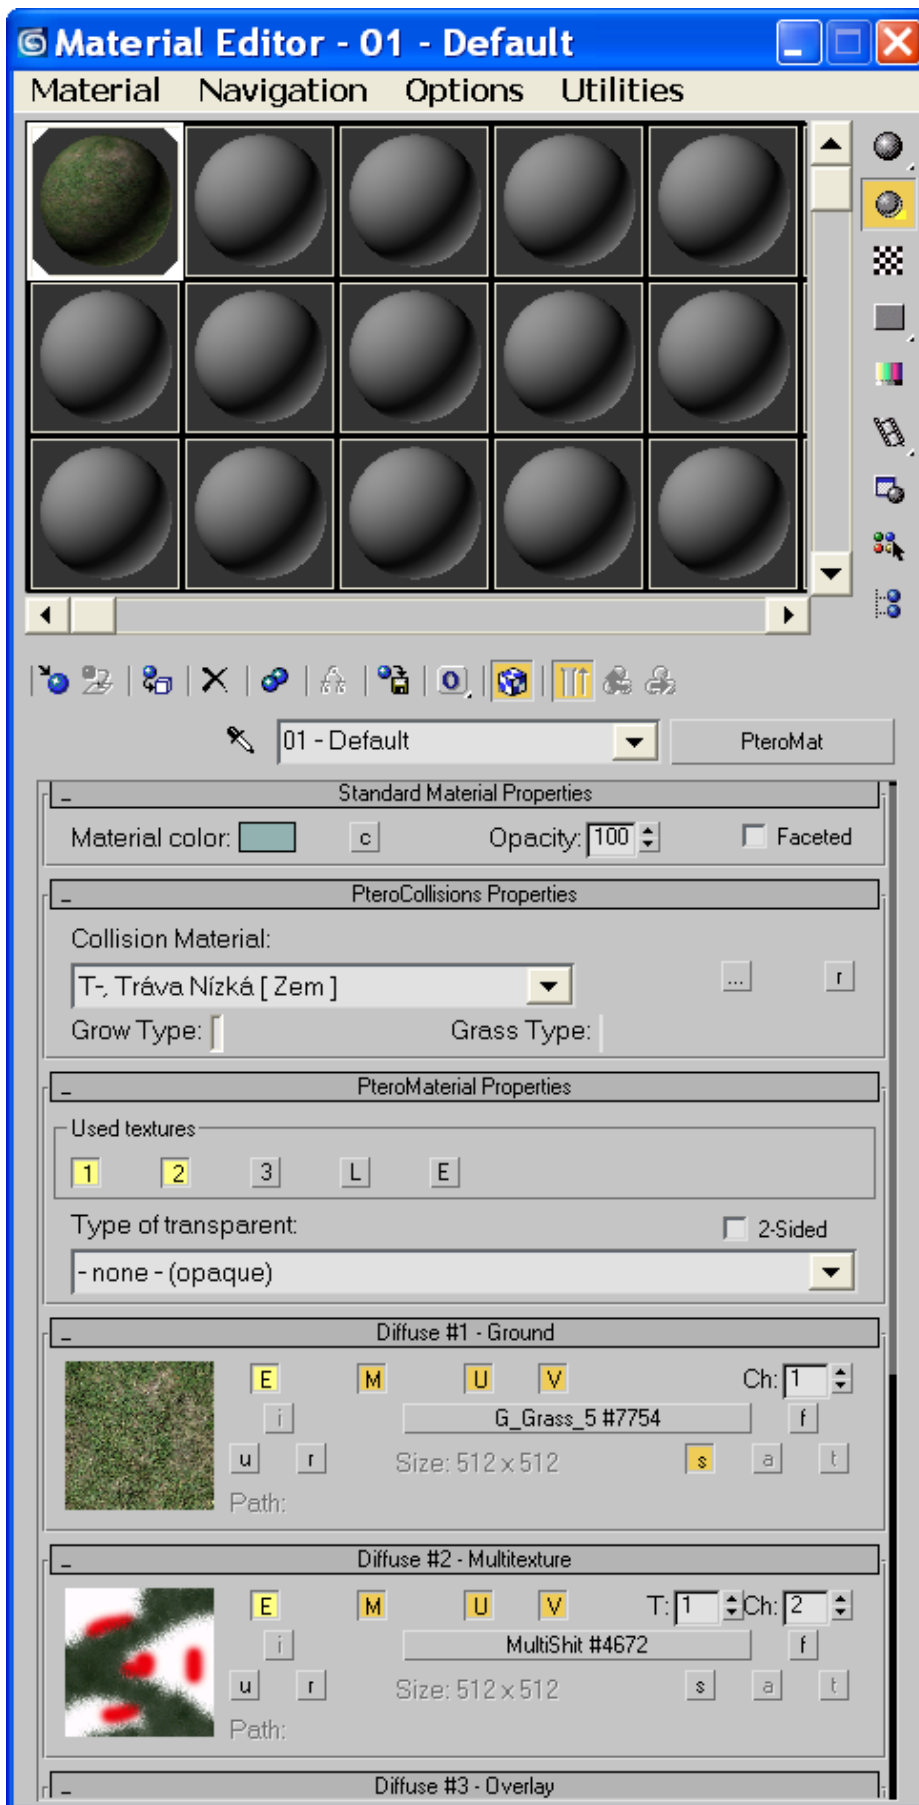 Material Editor - 01 - Default
Material Navigation Options Utilities
01 - Default PteroMat
Standard Material Properties
Material color: c Opacity: 100 Faceted
PteroCollisions Properties
Collision Material:
T-, Tráva Nízká [ Zem ] ... r
Grow Type: Grass Type:
PteroMaterial Properties
Used textures
1 2 3 L E
Type of transparent: 2-Sided
- none - (opaque)
Diffuse #1 - Ground
E M U V Ch: 1
i G_Grass_5 #7754 f
u r Size: 512 x 512 s a t
Path:
Diffuse #2 - Multitexture
E M U V T: 1 Ch: 2
i MultiShit #4672 f
u r Size: 512 x 512 s a t
Path:
Diffuse #3 - Overlay